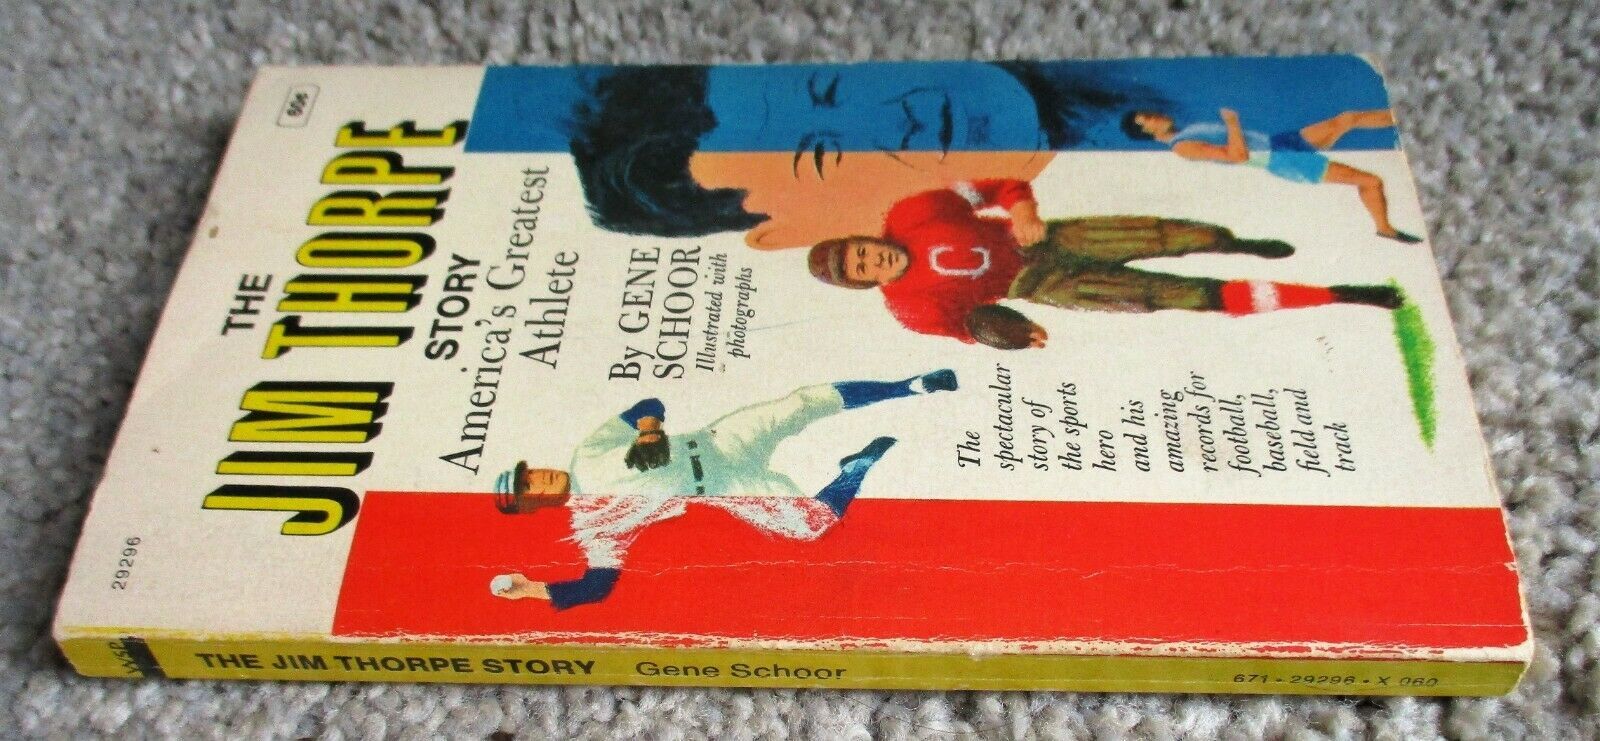 29296
60¢
THE
JIM THORPE
STORY
America's Greatest
Athlete
By GENE
SCHOOR
Illustrated with
photographs
C
The
spectacular
story of
the sports
hero
and his
amazing
records for
football,
baseball,
field and
track
WSP
THE JIM THORPE STORY Gene Schoor
671 • 29296 • X 060